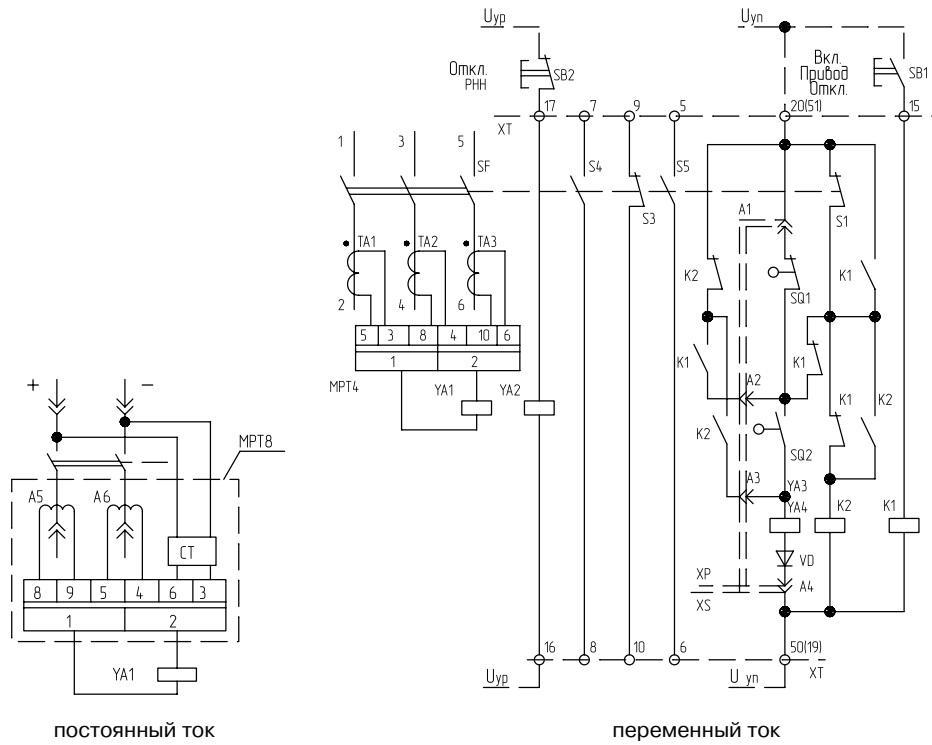 Uур
Uуп
Откл.
РНН
SB2
Вкл.
Привод
Откл.
SB1
17
7
9
5
20(51)
15
XT
1
3
5
SF
S4
S3
S5
A1
S1
TA1
TA2
TA3
K2
SQ1
K1
2
4
6
5
3
8
4
10
6
1
2
МРТ4
YA1
YA2
K1
A2
K1
K1
K2
K2
SQ2
A3
YA3
YA4
K2
K1
VD
XP
XS
A4
16
8
10
6
50(19)
XT
Uур
U уп
+
−
МРТ8
A5
A6
СТ
8
9
5
4
6
3
1
2
YA1
постоянный ток
переменный ток